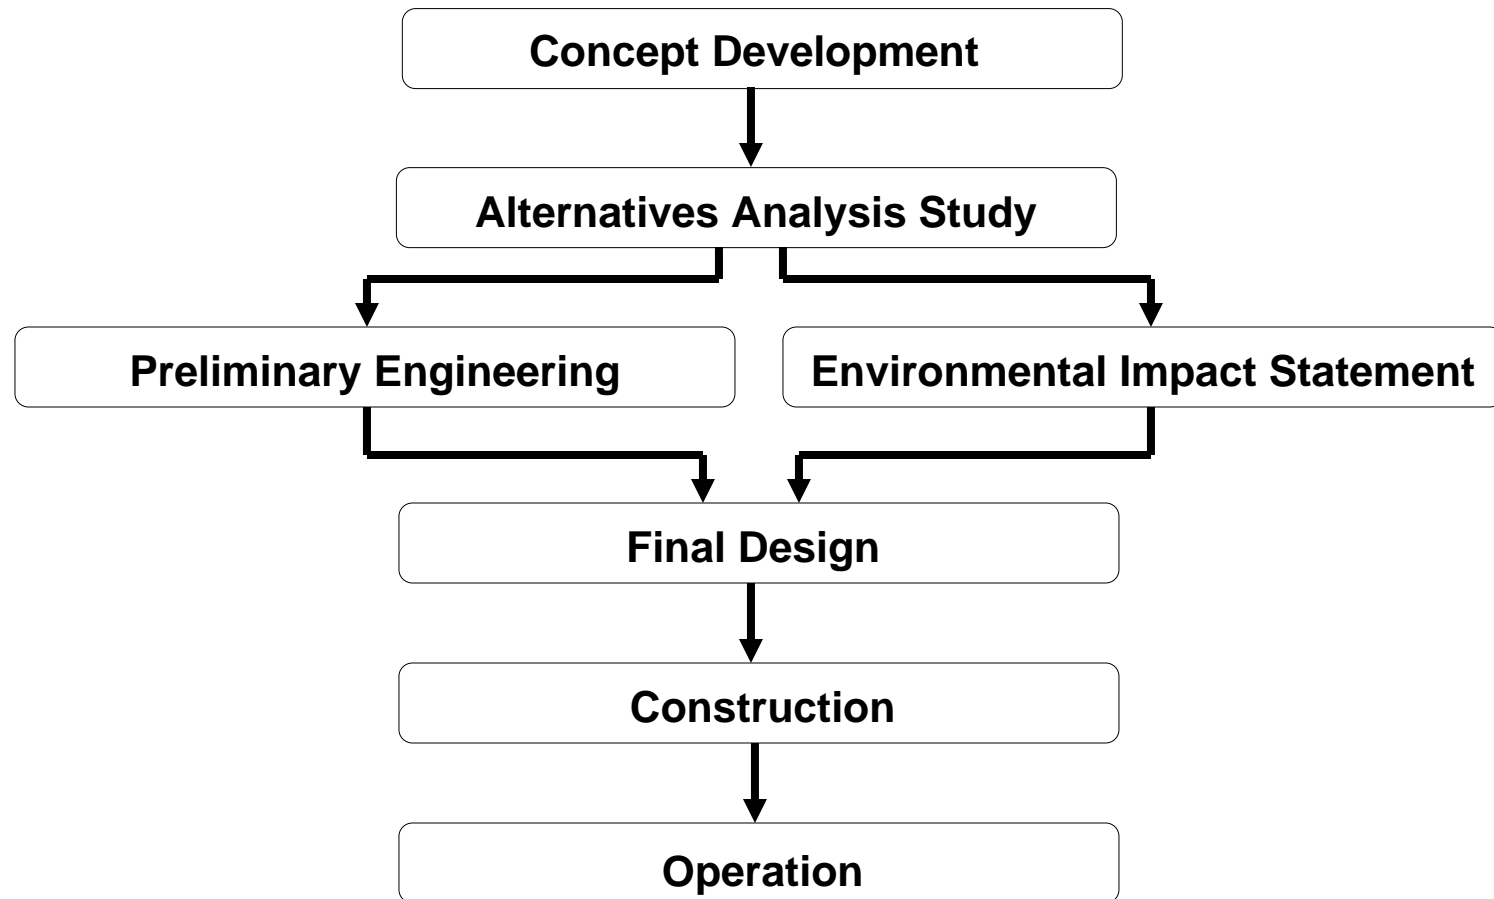 Concept Development
Alternatives Analysis Study
Preliminary Engineering
Environmental Impact Statement
Final Design
Construction
Operation